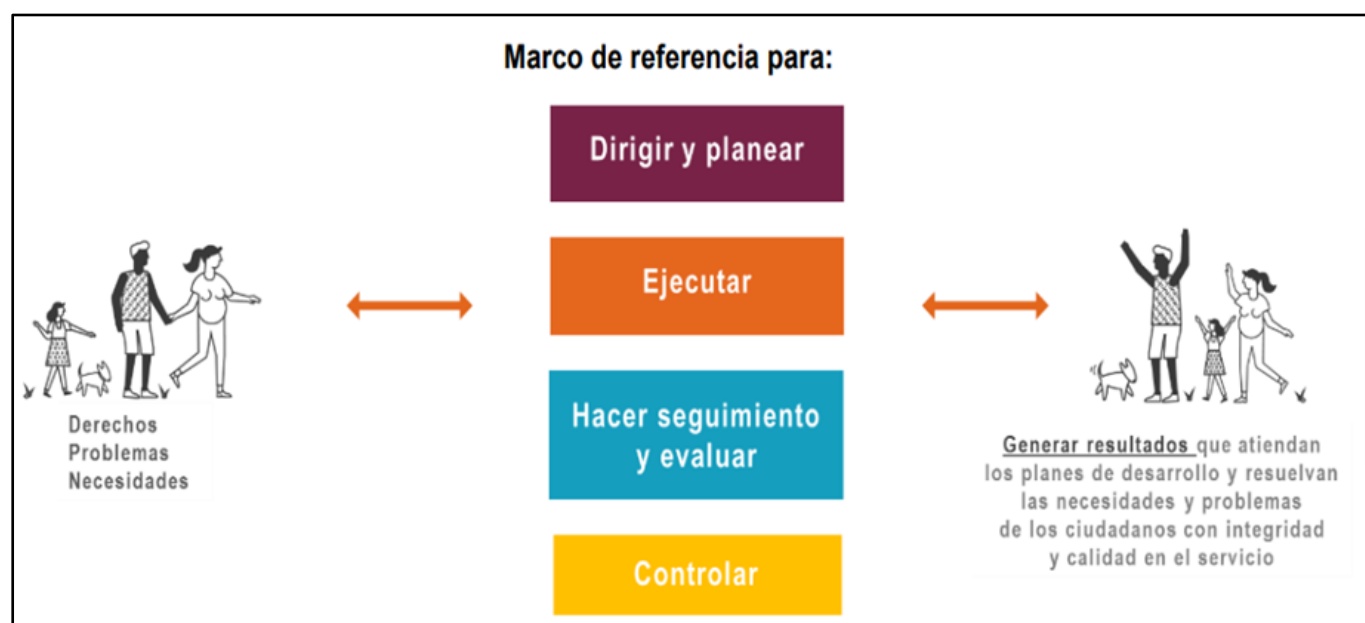 Marco de referencia para:
Dirigir y planear
Ejecutar
Hacer seguimiento
y evaluar
Controlar
Derechos
Problemas
Necesidades
Generar resultados que atiendan
los planes de desarrollo y resuelvan
las necesidades y problemas
de los ciudadanos con integridad
y calidad en el servicio